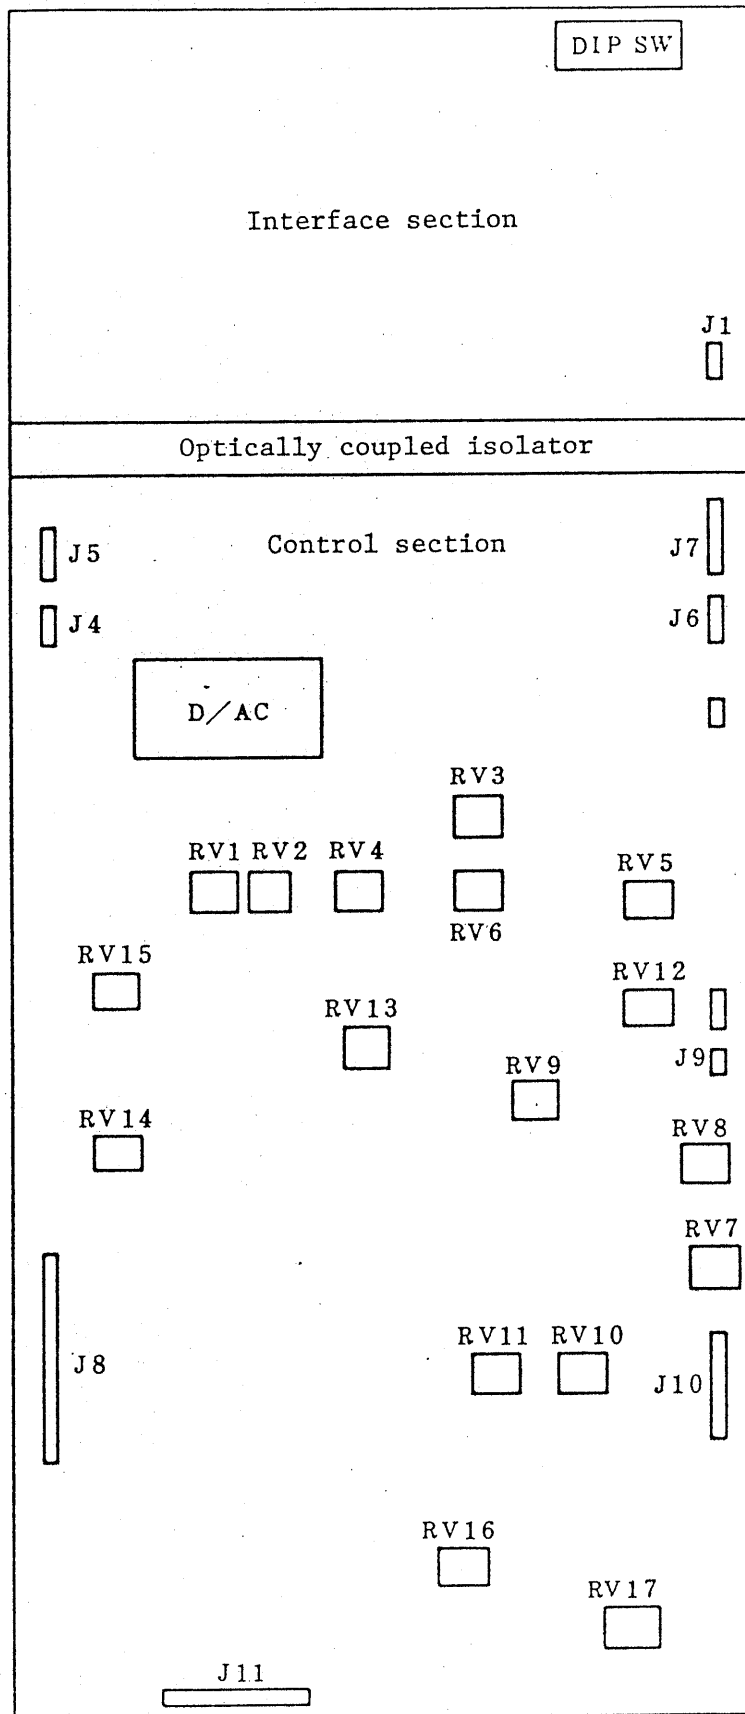 DIP SW
Interface section
J1
Optically coupled isolator
Control section
J5
J7
J4
J6
D/AC
RV3
RV1 RV2 RV4
RV5
RV6
RV15
RV12
RV13
J9
RV9
RV14
RV8
RV7
RV11 RV10
J8
J10
RV16
RV17
J11